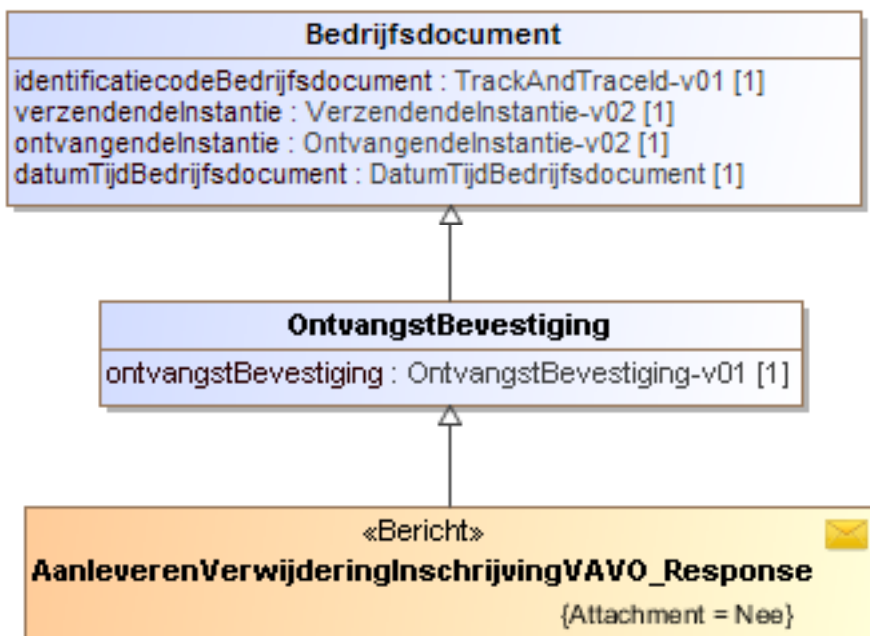 Bedrijfsdocument
identificatiecodeBedrijfsdocument : TrackAndTraceId-v01 [1]
verzendendeInstantie : VerzendendeInstantie-v02 [1]
ontvangendeInstantie : OntvangendeInstantie-v02 [1]
datumTijdBedrijfsdocument : DatumTijdBedrijfsdocument [1]
OntvangstBevestiging
ontvangstBevestiging : OntvangstBevestiging-v01 [1]
«Bericht»
AanleverenVerwijderingInschrijvingVAVO_Response
{Attachment = Nee}